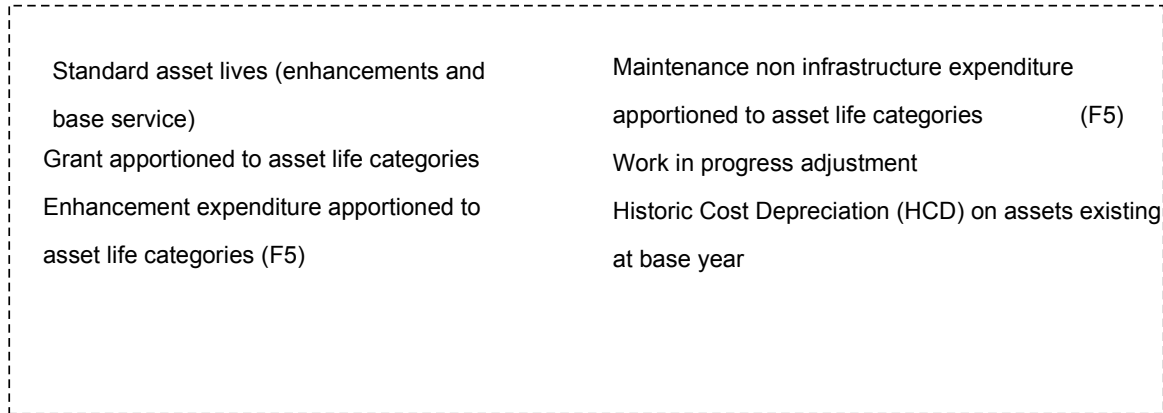 Standard asset lives (enhancements and
base service)
Grant apportioned to asset life categories
Enhancement expenditure apportioned to
asset life categories (F5)
Maintenance non infrastructure expenditure
apportioned to asset life categories (F5)
Work in progress adjustment
Historic Cost Depreciation (HCD) on assets existing
at base year